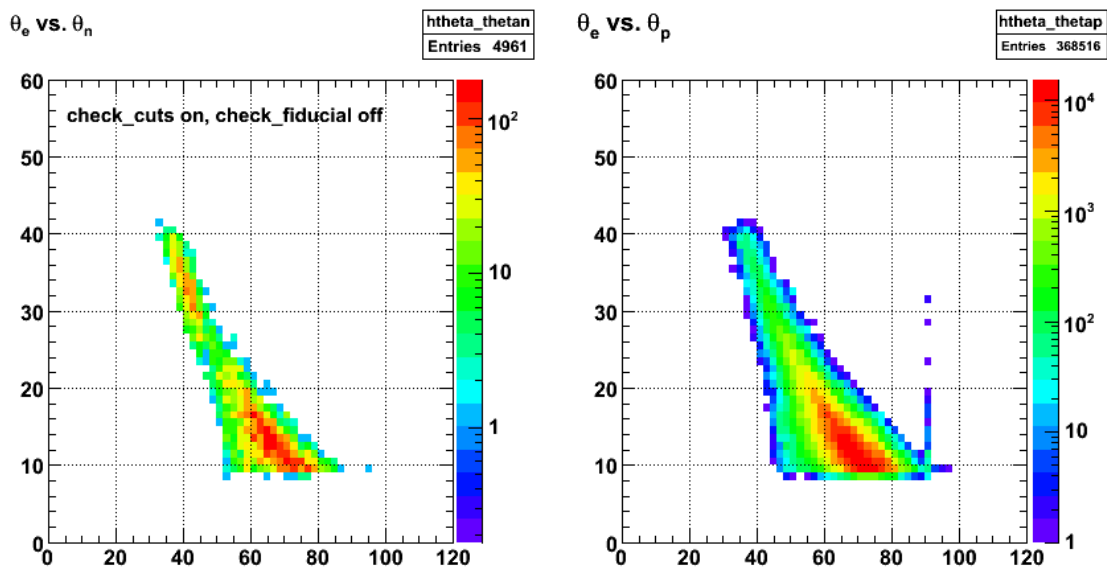 θe vs. θn
htheta_thetan
Entries 4961
check_cuts on, check_fiducial off
60
50
40
30
20
10
0
0 20 40 60 80 100 120
10²
10
1
θe vs. θp
htheta_thetap
Entries 368516
60
50
40
30
20
10
0
0 20 40 60 80 100 120
10⁴
10³
10²
10
1